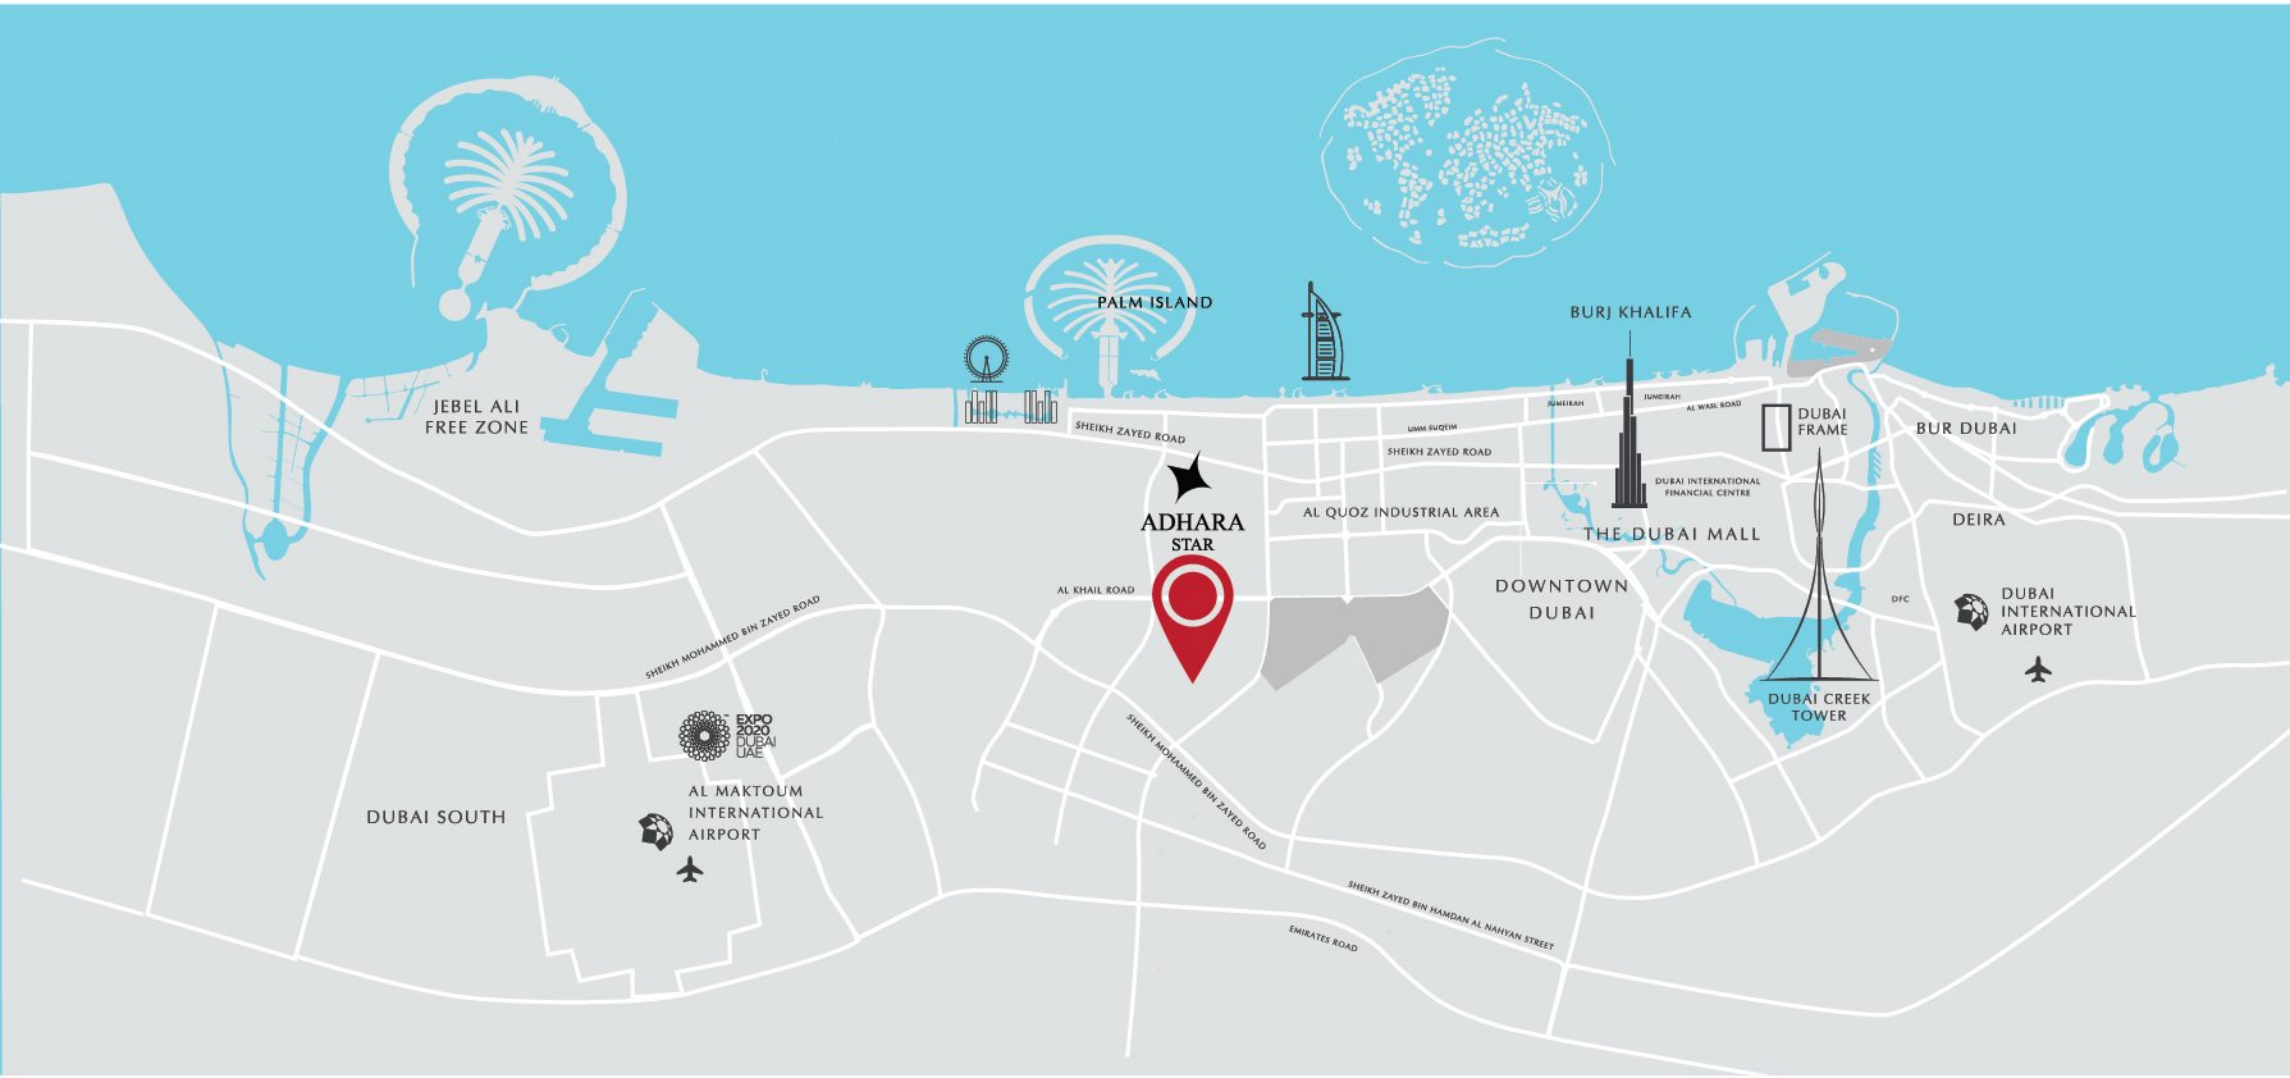 PALM ISLAND
BURJ KHALIFA
JEBEL ALI
FREE ZONE
SHEIKH ZAYED ROAD
JUMEIRAH
JUMEIRAH
AL WASL ROAD
UMM SUQEIM
SHEIKH ZAYED ROAD
DUBAI
FRAME
BUR DUBAI
DUBAI INTERNATIONAL
FINANCIAL CENTRE
AL QUOZ INDUSTRIAL AREA
THE DUBAI MALL
DEIRA
ADHARA
STAR
AL KHAIL ROAD
DOWNTOWN
DUBAI
DFC
DUBAI
INTERNATIONAL
AIRPORT
SHEIKH MOHAMMED BIN ZAYED ROAD
DUBAI CREEK
TOWER
EXPO
2020
DUBAI
UAE
SHEIKH MOHAMMED BIN ZAYED ROAD
AL MAKTOUM
INTERNATIONAL
AIRPORT
DUBAI SOUTH
SHEIKH ZAYED BIN HAMDAN AL NAHYAN STREET
EMIRATES ROAD